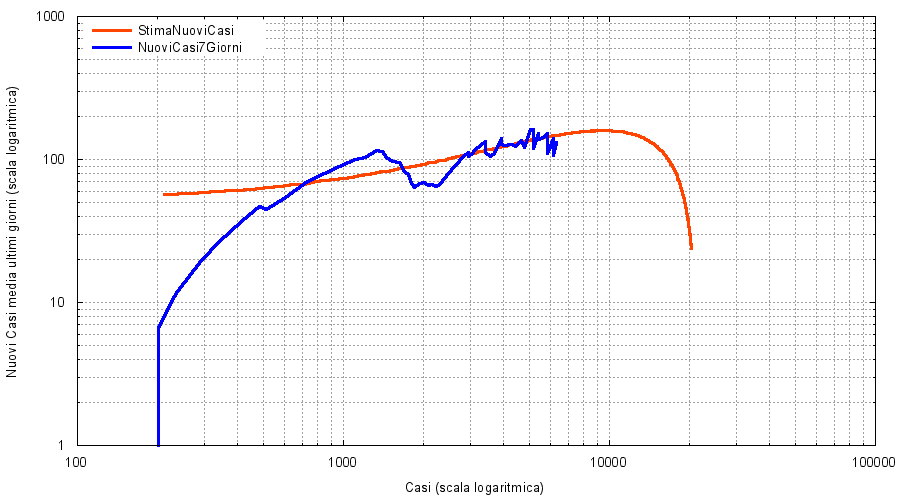 1000
StimaNuoviCasi
NuoviCasi7Giorni
100
10
1
Nuovi Casi media ultimi giorni (scala logaritmica)
100
1000
10000
100000
Casi (scala logaritmica)